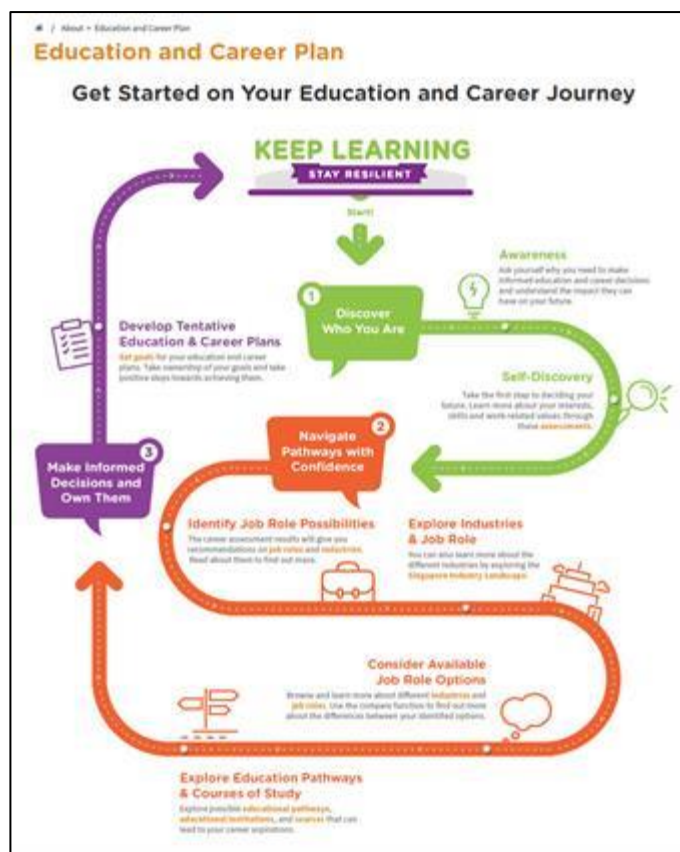 / About • Education and Career Plan
Education and Career Plan
Get Started on Your Education and Career Journey
KEEP LEARNING
STAY RESILIENT
Start!
1
Discover
Who You Are
Awareness
Ask yourself why you need to make
informed education and career decisions
and understand the impact they can
have on your future.
Self-Discovery
Take the first step to deciding your
future. Learn more about your interests,
skills and work-related values through
these assessments.
2
Navigate
Pathways with
Confidence
Identify Job Role Possibilities
The career assessment results will give you
recommendations on job roles and industries.
Read about them to find out more.
Explore Industries
& Job Role
You can also learn more about the
different industries by exploring the
Singapore Industry Landscape.
Consider Available
Job Role Options
Browse and learn more about different industries and
job roles. Use the compare function to find out more
about the differences between your identified options.
Explore Education Pathways
& Courses of Study
Explore possible educational pathways,
educational institutions, and courses that can
lead to your career aspirations.
3
Make Informed
Decisions and
Own Them
Develop Tentative
Education & Career Plans
Set goals for your education and career
plans. Take ownership of your goals and take
positive steps towards achieving them.